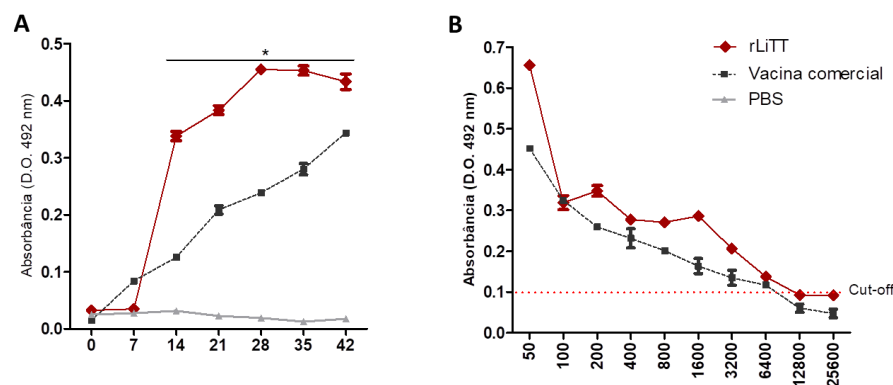 A
Absorbância (D.O. 492 nm)
0.5
0.4
0.3
0.2
0.1
0.0
*
0 7 14 21 28 35 42
B
Absorbância (D.O. 492 nm)
0.7
0.6
0.5
0.4
0.3
0.2
0.1
0.0
rLiTT
Vacina comercial
PBS
Cut-off
50 100 200 400 800 1600 3200 6400 12800 25600